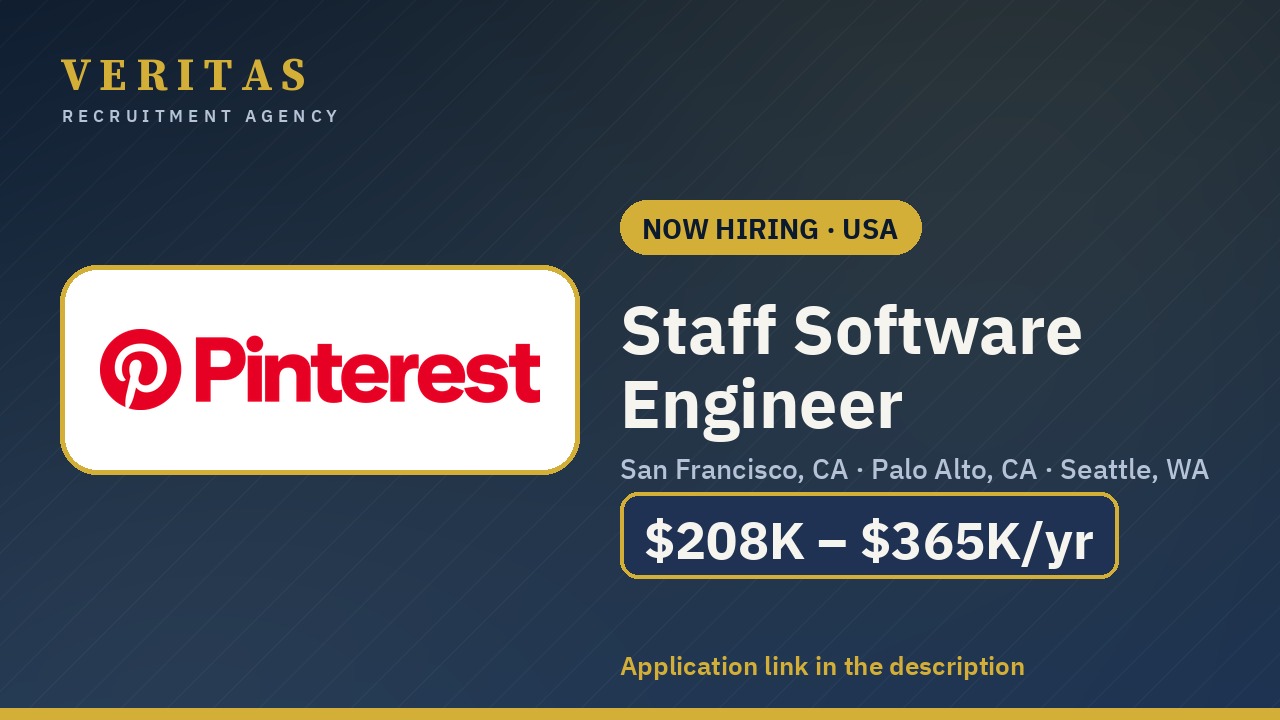 VERITAS
RECRUITMENT AGENCY
NOW HIRING · USA
Pinterest
Staff Software
Engineer
San Francisco, CA · Palo Alto, CA · Seattle, WA
$208K – $365K/yr
Application link in the description